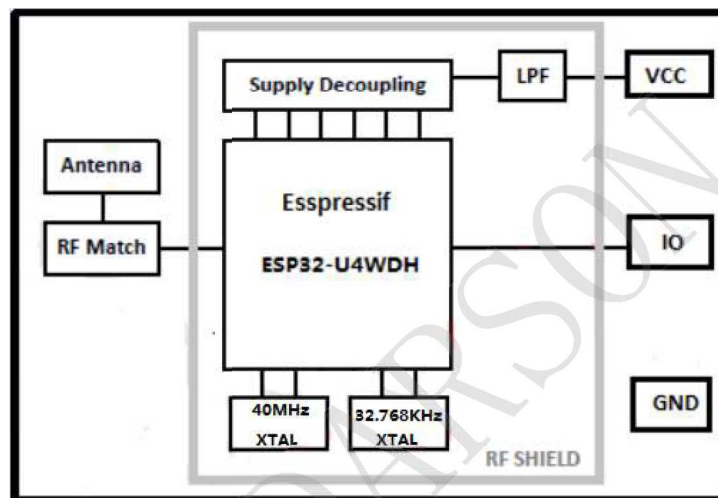 Supply Decoupling
LPF
VCC
Antenna
RF Match
Esspressif
ESP32-U4WDH
IO
GND
40MHz
XTAL
32.768KHz
XTAL
RF SHIELD
DARSON